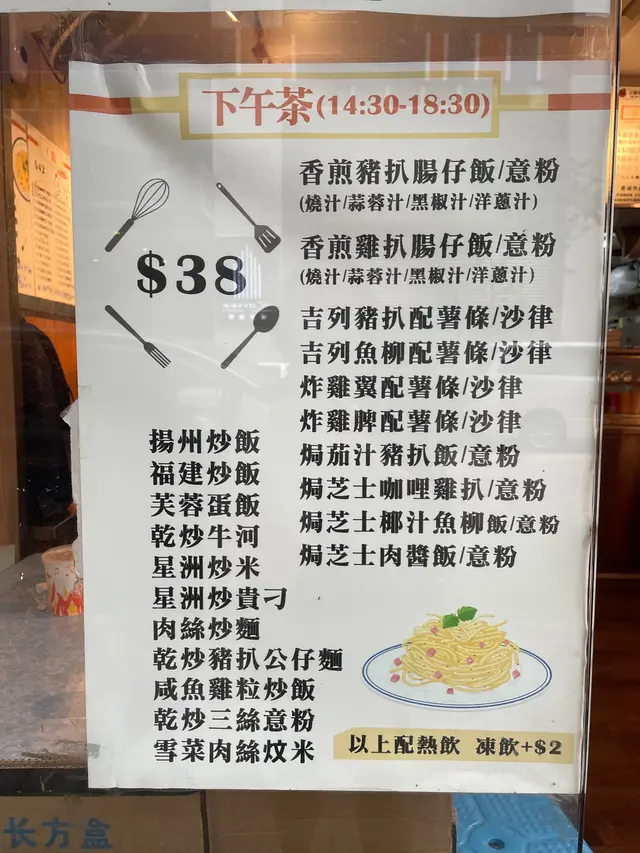 下午茶(14:30-18:30)
$38
香煎豬扒腸仔飯/意粉
(燒汁/蒜蓉汁/黑椒汁/洋蔥汁)
香煎雞扒腸仔飯/意粉
(燒汁/蒜蓉汁/黑椒汁/洋蔥汁)
吉列豬扒配薯條/沙律
吉列魚柳配薯條/沙律
炸雞翼配薯條/沙律
炸雞脾配薯條/沙律
焗茄汁豬扒飯/意粉
焗芝士咖哩雞扒/意粉
焗芝士椰汁魚柳飯/意粉
焗芝士肉醬飯/意粉
揚州炒飯
福建炒飯
芙蓉蛋飯
乾炒牛河
星洲炒米
星洲炒貴刁
肉絲炒麵
乾炒豬扒公仔麵
咸魚雞粒炒飯
乾炒三絲意粉
雪菜肉絲炆米
以上配熱飲 凍飲+$2
长方盒